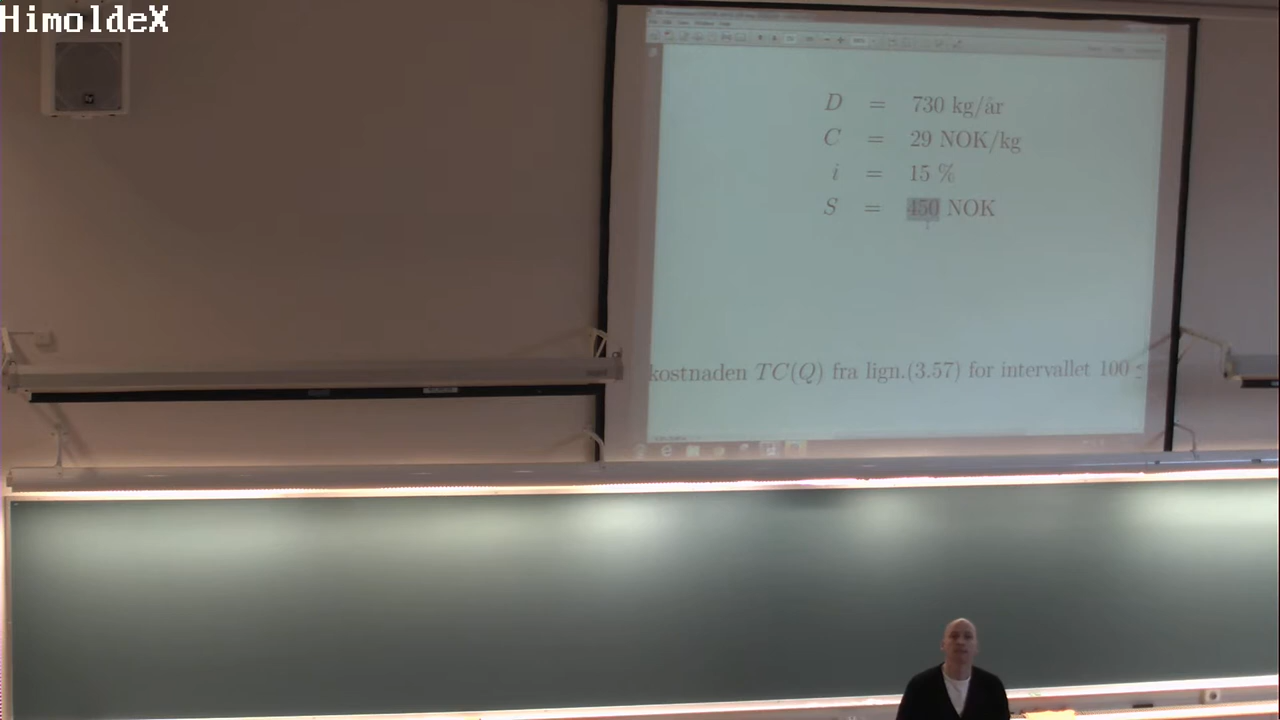 HimoldeX
D = 730 kg/år
C = 29 NOK/kg
i = 15 %
S = 450 NOK
kostnaden TC(Q) fra lign.(3.57) for intervallet 100 ≤